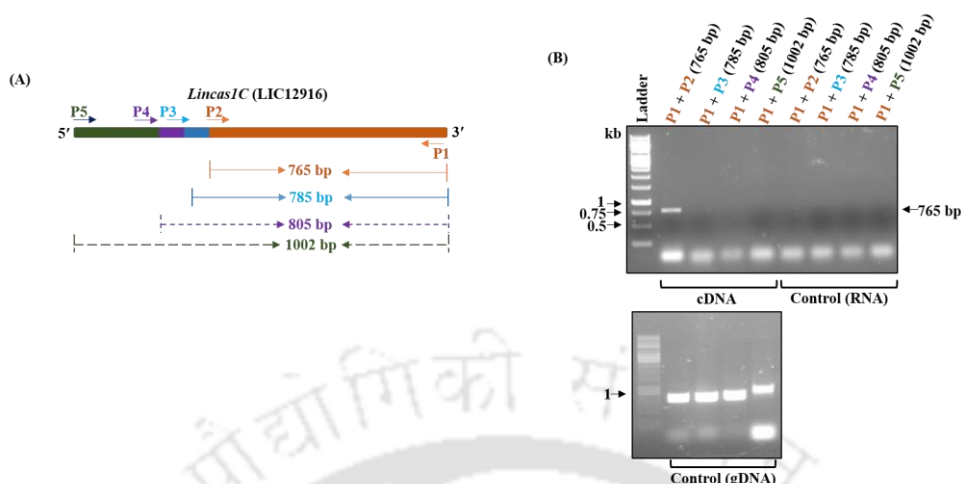 (A)
Lincas1C (LIC12916)
P5 P4 P3 P2
5′ 3′
P1
765 bp
785 bp
805 bp
1002 bp
(B)
Ladder
P1 + P2 (765 bp)
P1 + P3 (785 bp)
P1 + P4 (805 bp)
P1 + P5 (1002 bp)
P1 + P2 (765 bp)
P1 + P3 (785 bp)
P1 + P4 (805 bp)
P1 + P5 (1002 bp)
kb
1
0.75
0.5
765 bp
cDNA Control (RNA)
1
Control (gDNA)